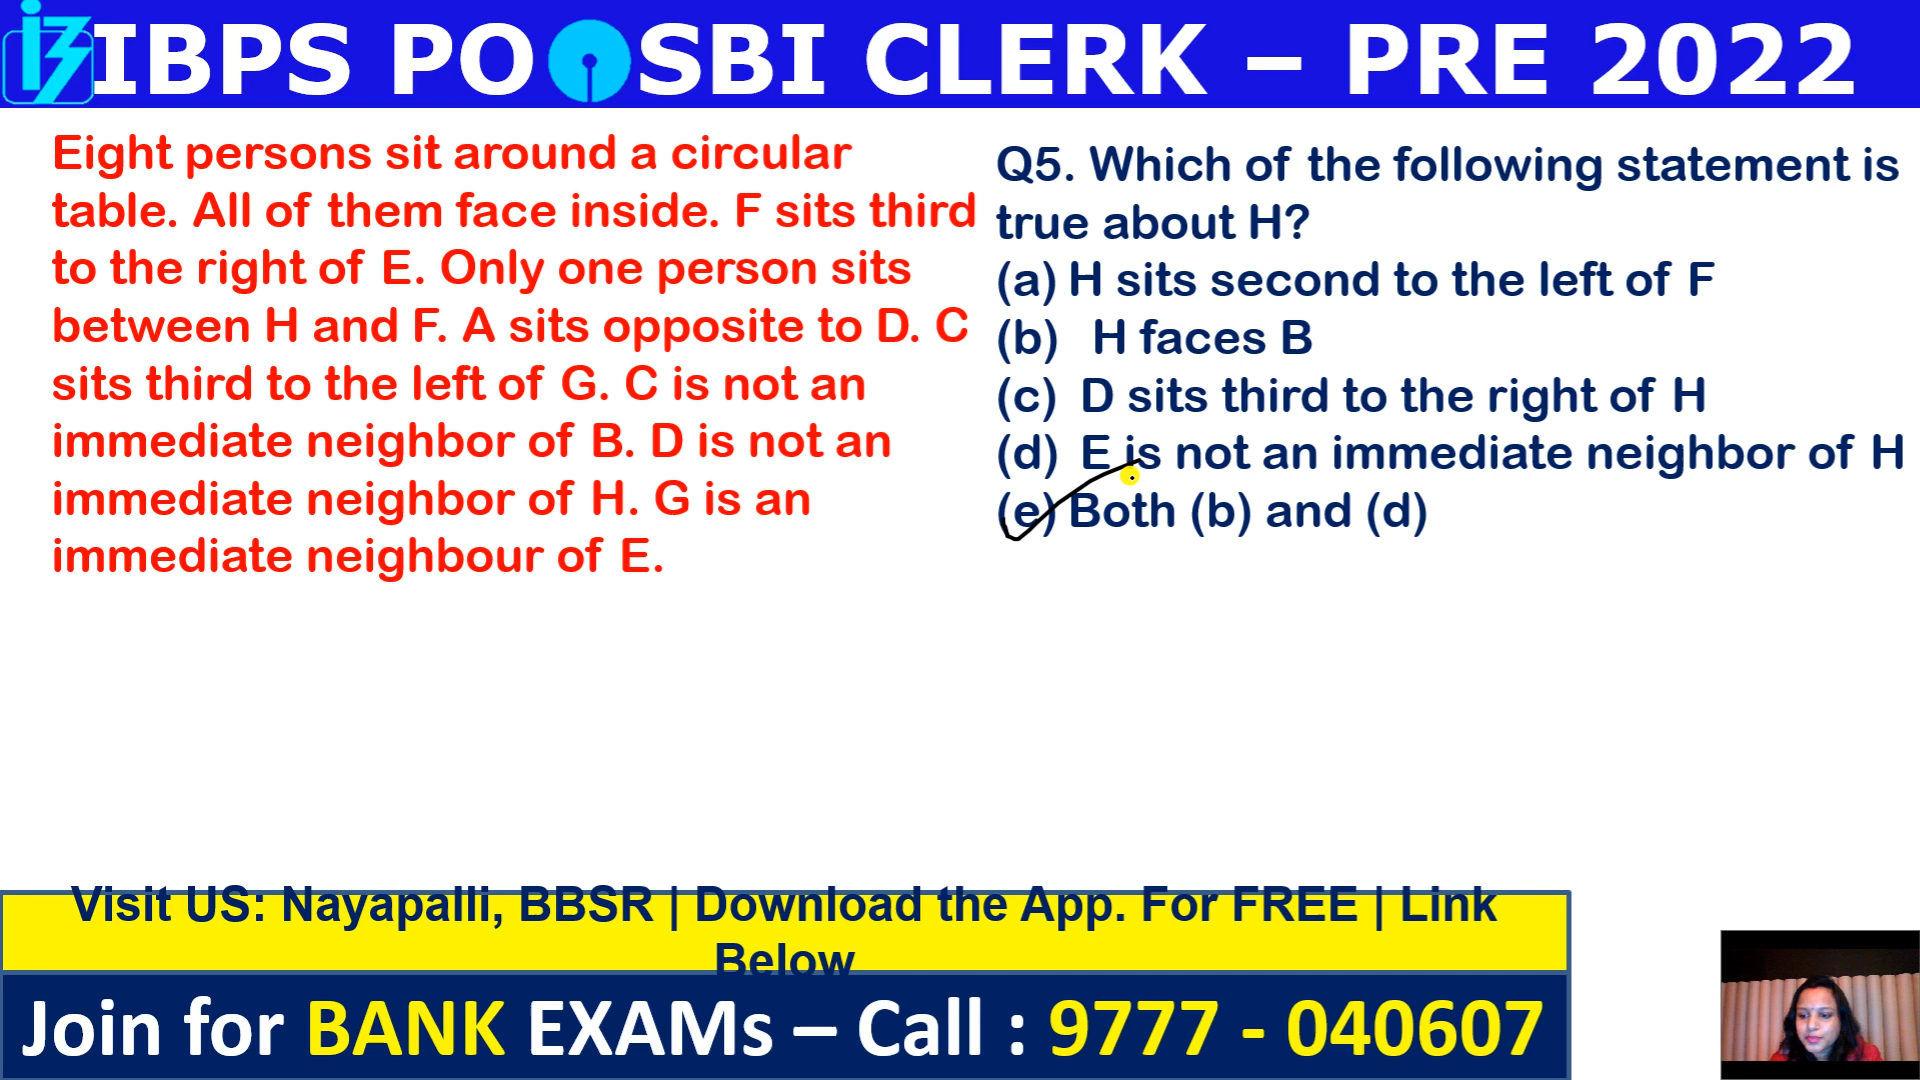 IBPS PO SBI CLERK – PRE 2022
Eight persons sit around a circular
table. All of them face inside. F sits third
to the right of E. Only one person sits
between H and F. A sits opposite to D. C
sits third to the left of G. C is not an
immediate neighbor of B. D is not an
immediate neighbor of H. G is an
immediate neighbour of E.
Q5. Which of the following statement is
true about H?
(a) H sits second to the left of F
(b) H faces B
(c) D sits third to the right of H
(d) E is not an immediate neighbor of H
(e) Both (b) and (d)
Visit US: Nayapalli, BBSR | Download the App. For FREE | Link
Below
Join for BANK EXAMs – Call : 9777 - 040607